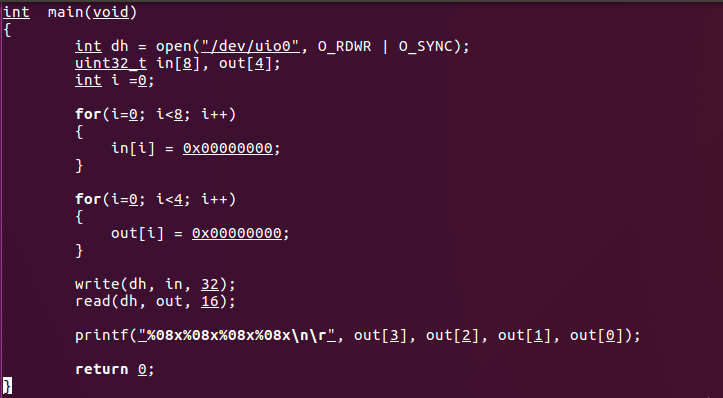 int  main(void)
{
        int dh = open("/dev/uio0", O_RDWR | O_SYNC);
        uint32_t in[8], out[4];
        int i =0;

        for(i=0; i<8; i++)
        {
            in[i] = 0x00000000;
        }

        for(i=0; i<4; i++)
        {
            out[i] = 0x00000000;
        }

        write(dh, in, 32);
        read(dh, out, 16);

        printf("%08x%08x%08x%08x\n\r", out[3], out[2], out[1], out[0]);

        return 0;
}